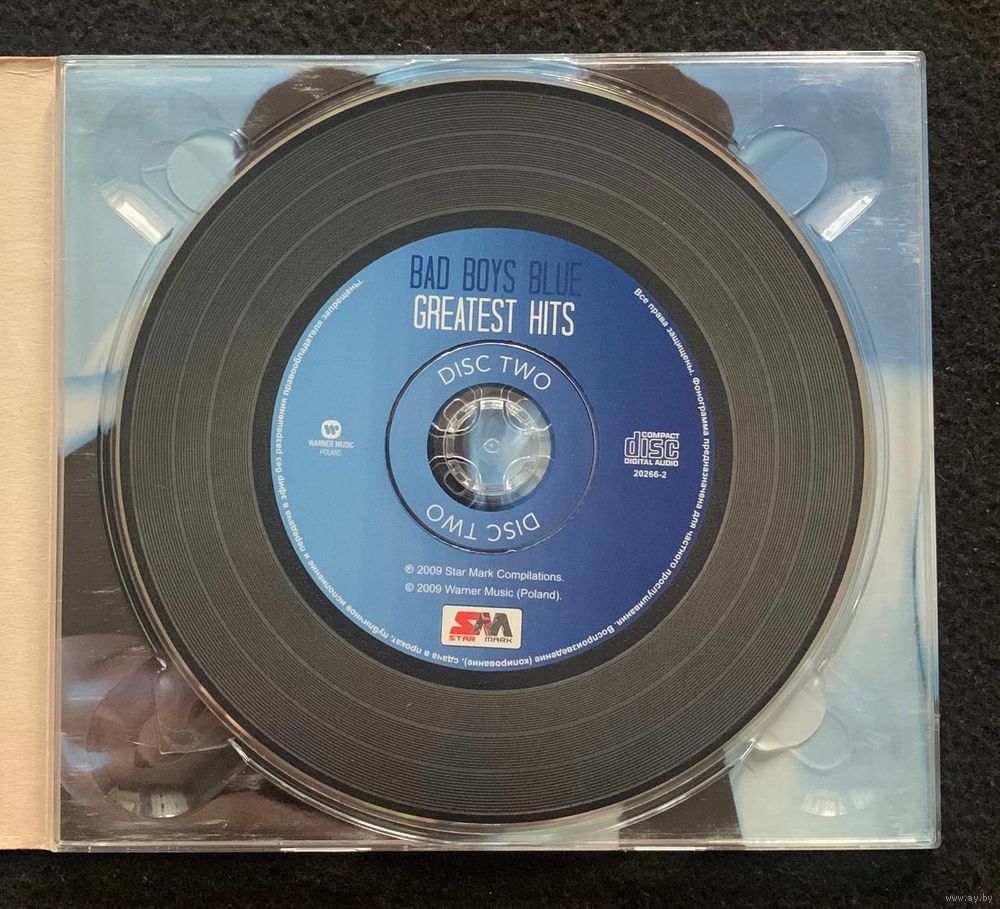 BAD BOYS BLUE
GREATEST HITS
DISC TWO
WARNER MUSIC
POLAND
COMPACT
disc
DIGITAL AUDIO
20266-2
DISC TWO
℗ 2009 Star Mark Compilations.
© 2009 Warner Music (Poland).
SM
STAR MARK
Все права защищены. Фонограмма предназначена для частного прослушивания. Воспроизведение (копирование), сдача в прокат, публичное исполнение и передача в эфир без разрешения правообладателя запрещены.
www.ay.by